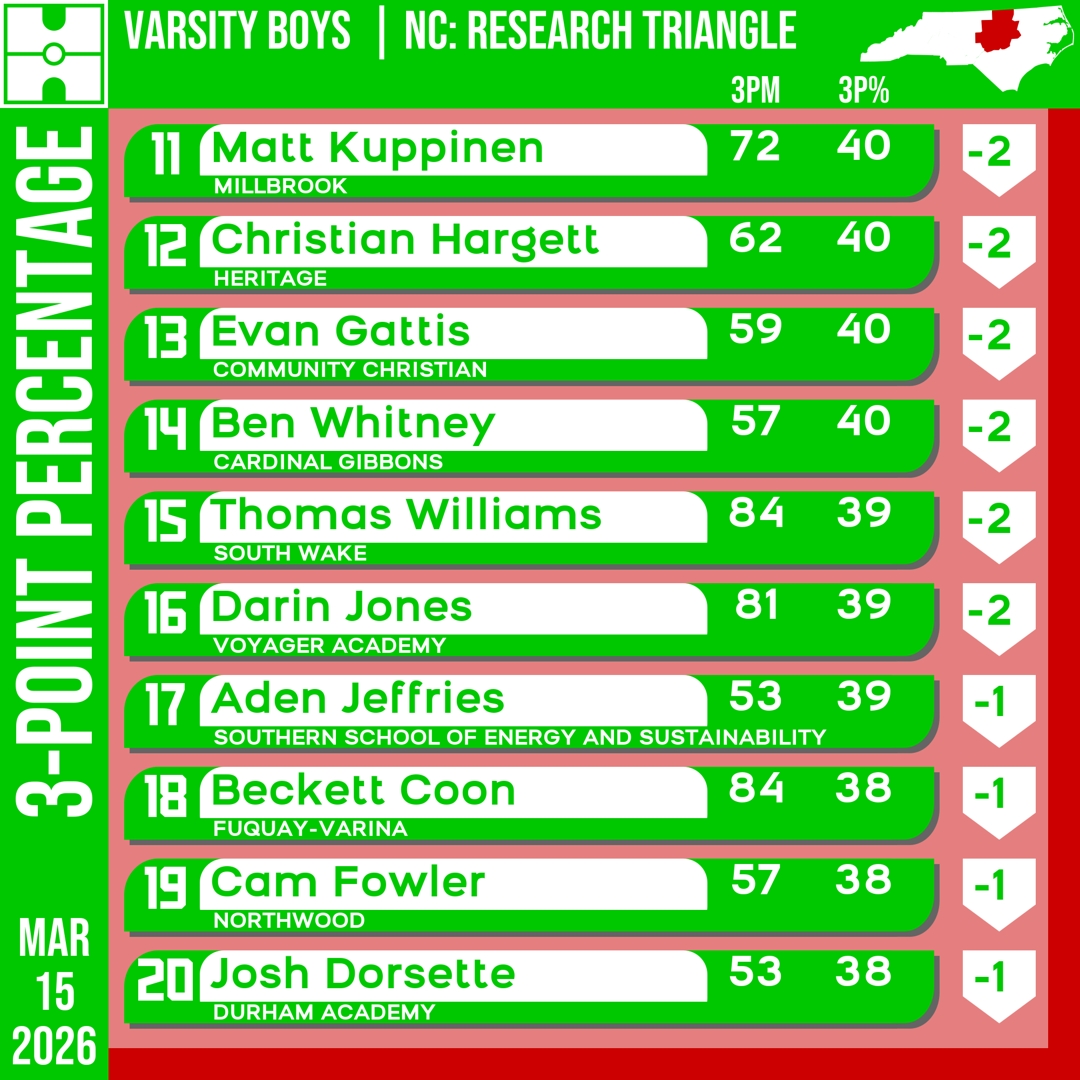 VARSITY BOYS | NC: RESEARCH TRIANGLE
3PM 3P%
3-POINT PERCENTAGE
MAR
15
2026
11 Matt Kuppinen 72 40 -2
MILLBROOK
12 Christian Hargett 62 40 -2
HERITAGE
13 Evan Gattis 59 40 -2
COMMUNITY CHRISTIAN
14 Ben Whitney 57 40 -2
CARDINAL GIBBONS
15 Thomas Williams 84 39 -2
SOUTH WAKE
16 Darin Jones 81 39 -2
VOYAGER ACADEMY
17 Aden Jeffries 53 39 -1
SOUTHERN SCHOOL OF ENERGY AND SUSTAINABILITY
18 Beckett Coon 84 38 -1
FUQUAY-VARINA
19 Cam Fowler 57 38 -1
NORTHWOOD
20 Josh Dorsette 53 38 -1
DURHAM ACADEMY